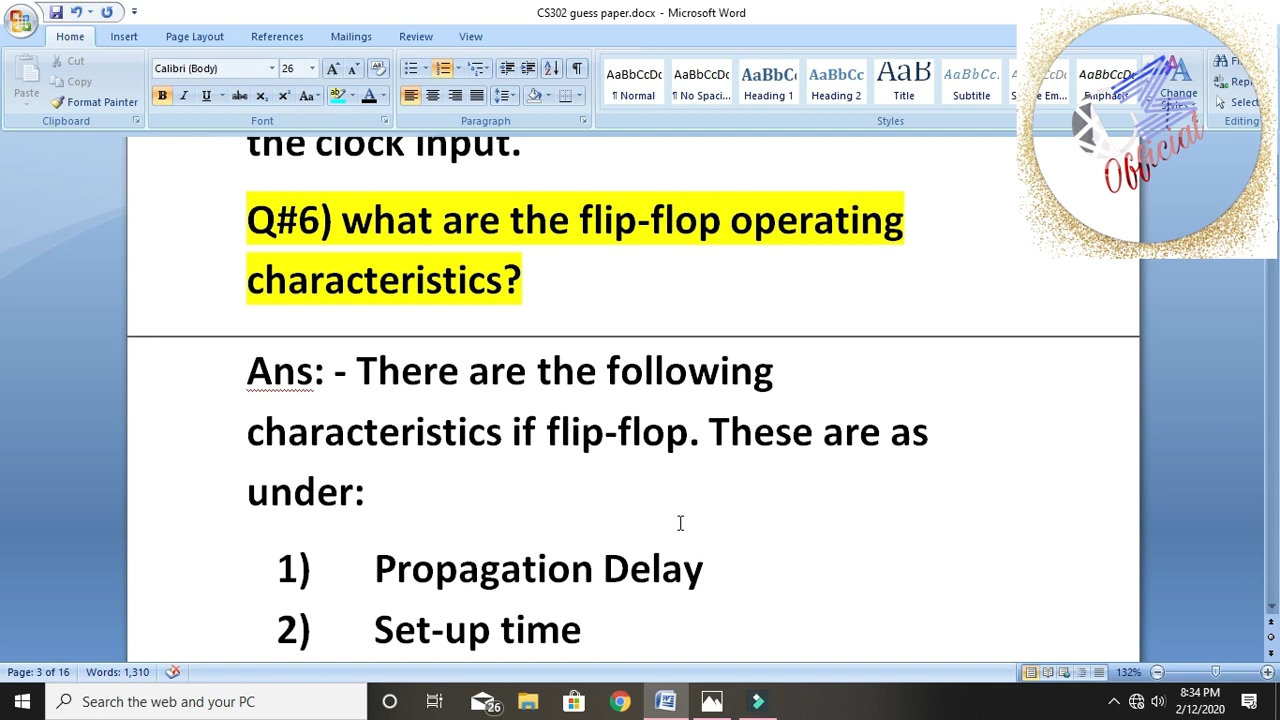 CS302 guess paper.docx - Microsoft Word
Home Insert Page Layout References Mailings Review View
Cut
Copy
Paste
Format Painter
Clipboard
Calibri (Body) 26
Font
Paragraph
AaBbCcDc AaBbCcDc AaBbCc AaBbCc AaB AaBbCc. AaBbCcDc
¶ Normal ¶ No Spaci... Heading 1 Heading 2 Title Subtitle
Change
Styles
Editing
Official
the clock input.
Q#6) what are the flip-flop operating
characteristics?
Ans: - There are the following
characteristics if flip-flop. These are as
under:
1) Propagation Delay
2) Set-up time
Page: 3 of 16 Words: 1,310 132%
Search the web and your PC
26
8:34 PM
2/12/2020